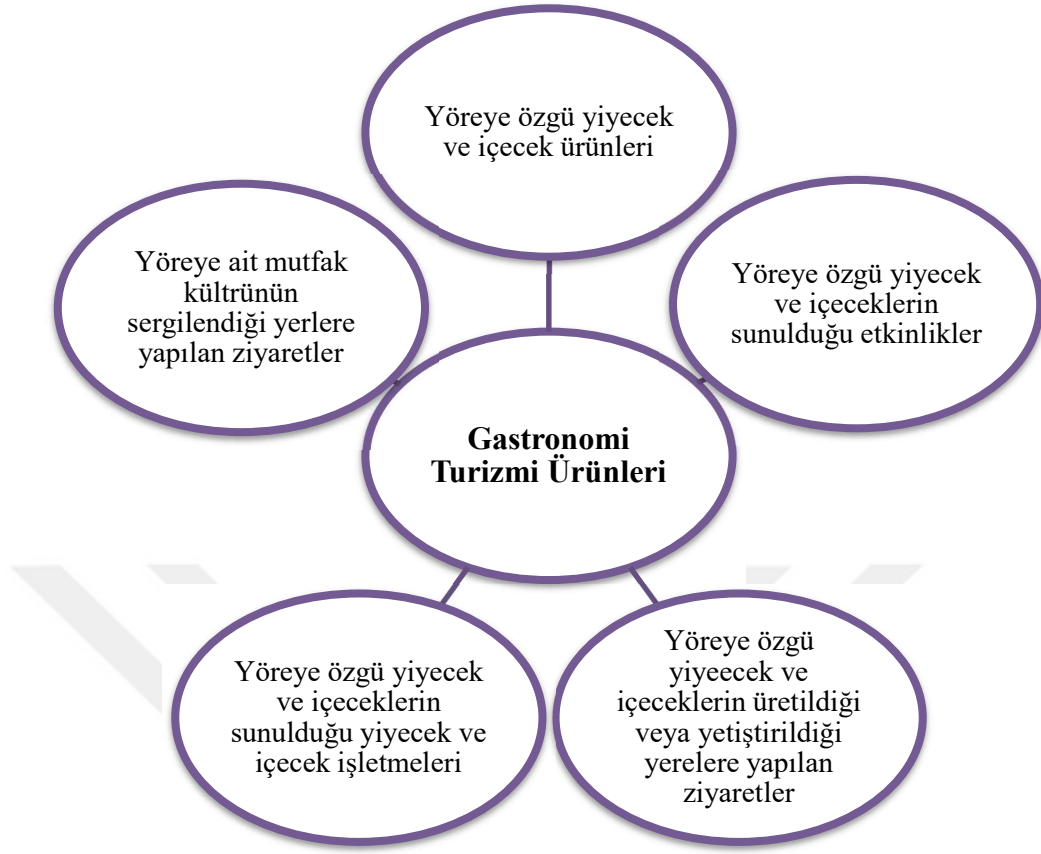 Yöreye özgü yiyecek
ve içecek ürünleri
Yöreye ait mutfak
kültrünün
sergilendiği yerlere
yapılan ziyaretler
Yöreye özgü yiyecek
ve içeceklerin
sunulduğu etkinlikler
Gastronomi
Turizmi Ürünleri
Yöreye özgü yiyecek
ve içeceklerin
sunulduğu yiyecek ve
içecek işletmeleri
Yöreye özgü
yiyeecek ve
içeceklerin üretildiği
veya yetiştirildiği
yerelere yapılan
ziyaretler